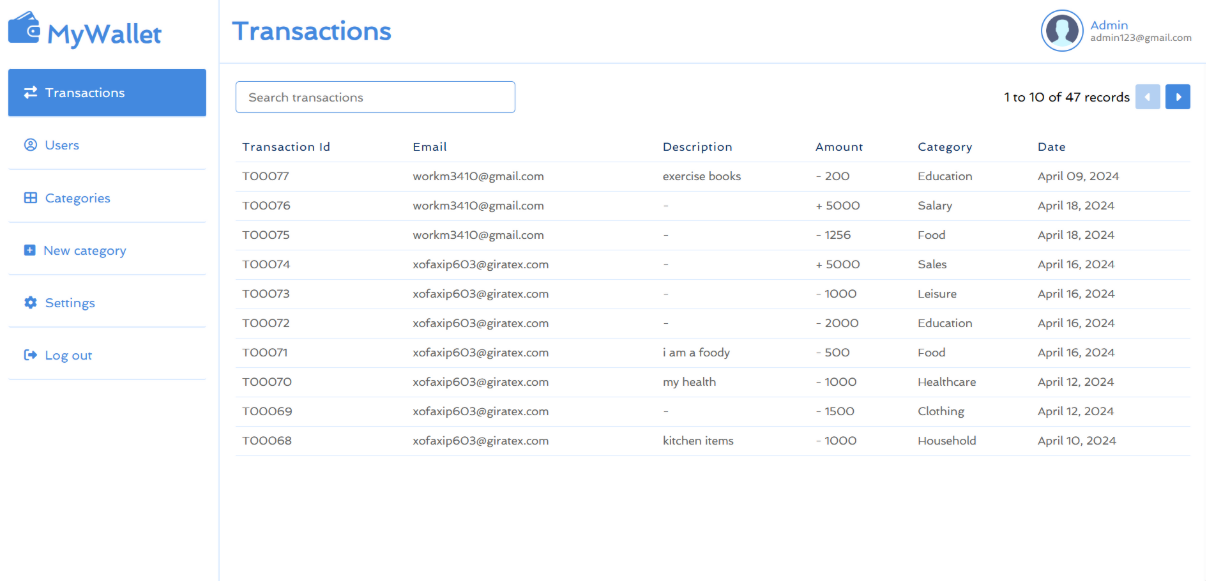 MyWallet
Transactions
Users
Categories
New category
Settings
Log out
Transactions
Admin
admin123@gmail.com
Search transactions
1 to 10 of 47 records
Transaction Id Email Description Amount Category Date
T00077 workm3410@gmail.com exercise books - 200 Education April 09, 2024
T00076 workm3410@gmail.com - + 5000 Salary April 18, 2024
T00075 workm3410@gmail.com - - 1256 Food April 18, 2024
T00074 xofaxip603@giratex.com - + 5000 Sales April 16, 2024
T00073 xofaxip603@giratex.com - - 1000 Leisure April 16, 2024
T00072 xofaxip603@giratex.com - - 2000 Education April 16, 2024
T00071 xofaxip603@giratex.com i am a foody - 500 Food April 16, 2024
T00070 xofaxip603@giratex.com my health - 1000 Healthcare April 12, 2024
T00069 xofaxip603@giratex.com - - 1500 Clothing April 12, 2024
T00068 xofaxip603@giratex.com kitchen items - 1000 Household April 10, 2024